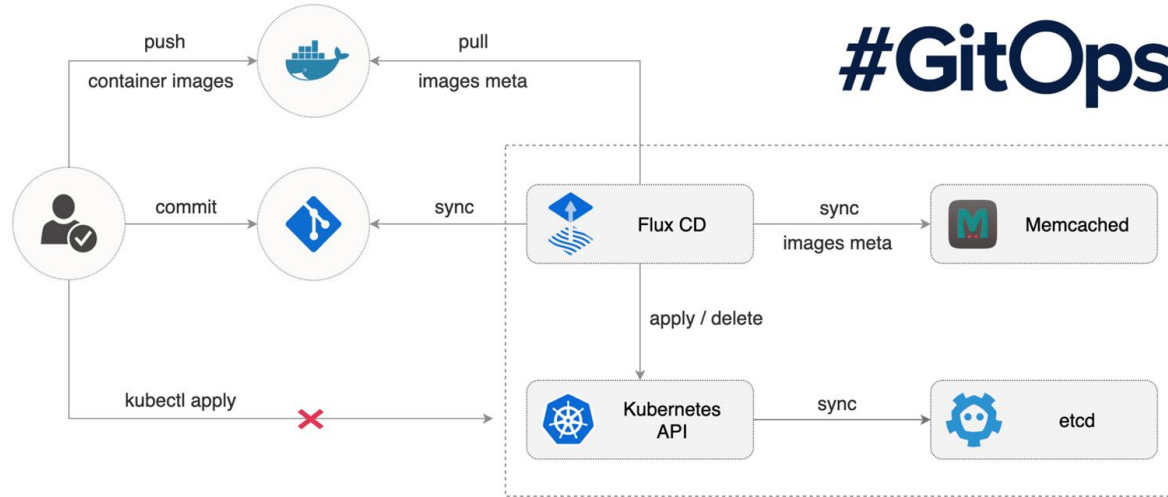 #GitOps
push
container images
pull
images meta
commit
sync
Flux CD
sync
images meta
Memcached
apply / delete
kubectl apply
Kubernetes
API
sync
etcd